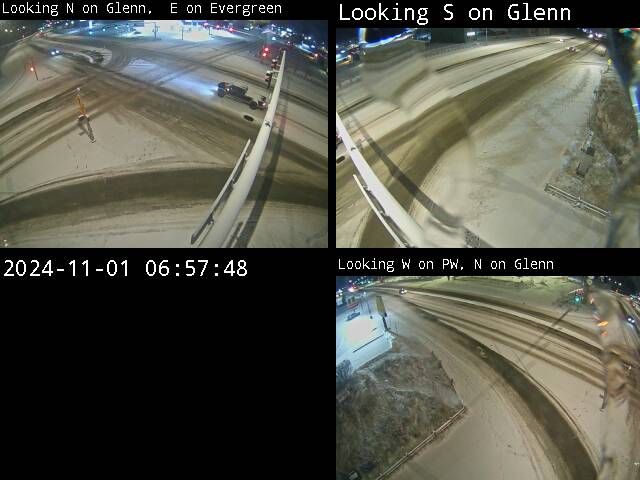 Looking N on Glenn,  E on Evergreen
Looking S on Glenn
2024-11-01 06:57:48
Looking W on PW, N on Glenn